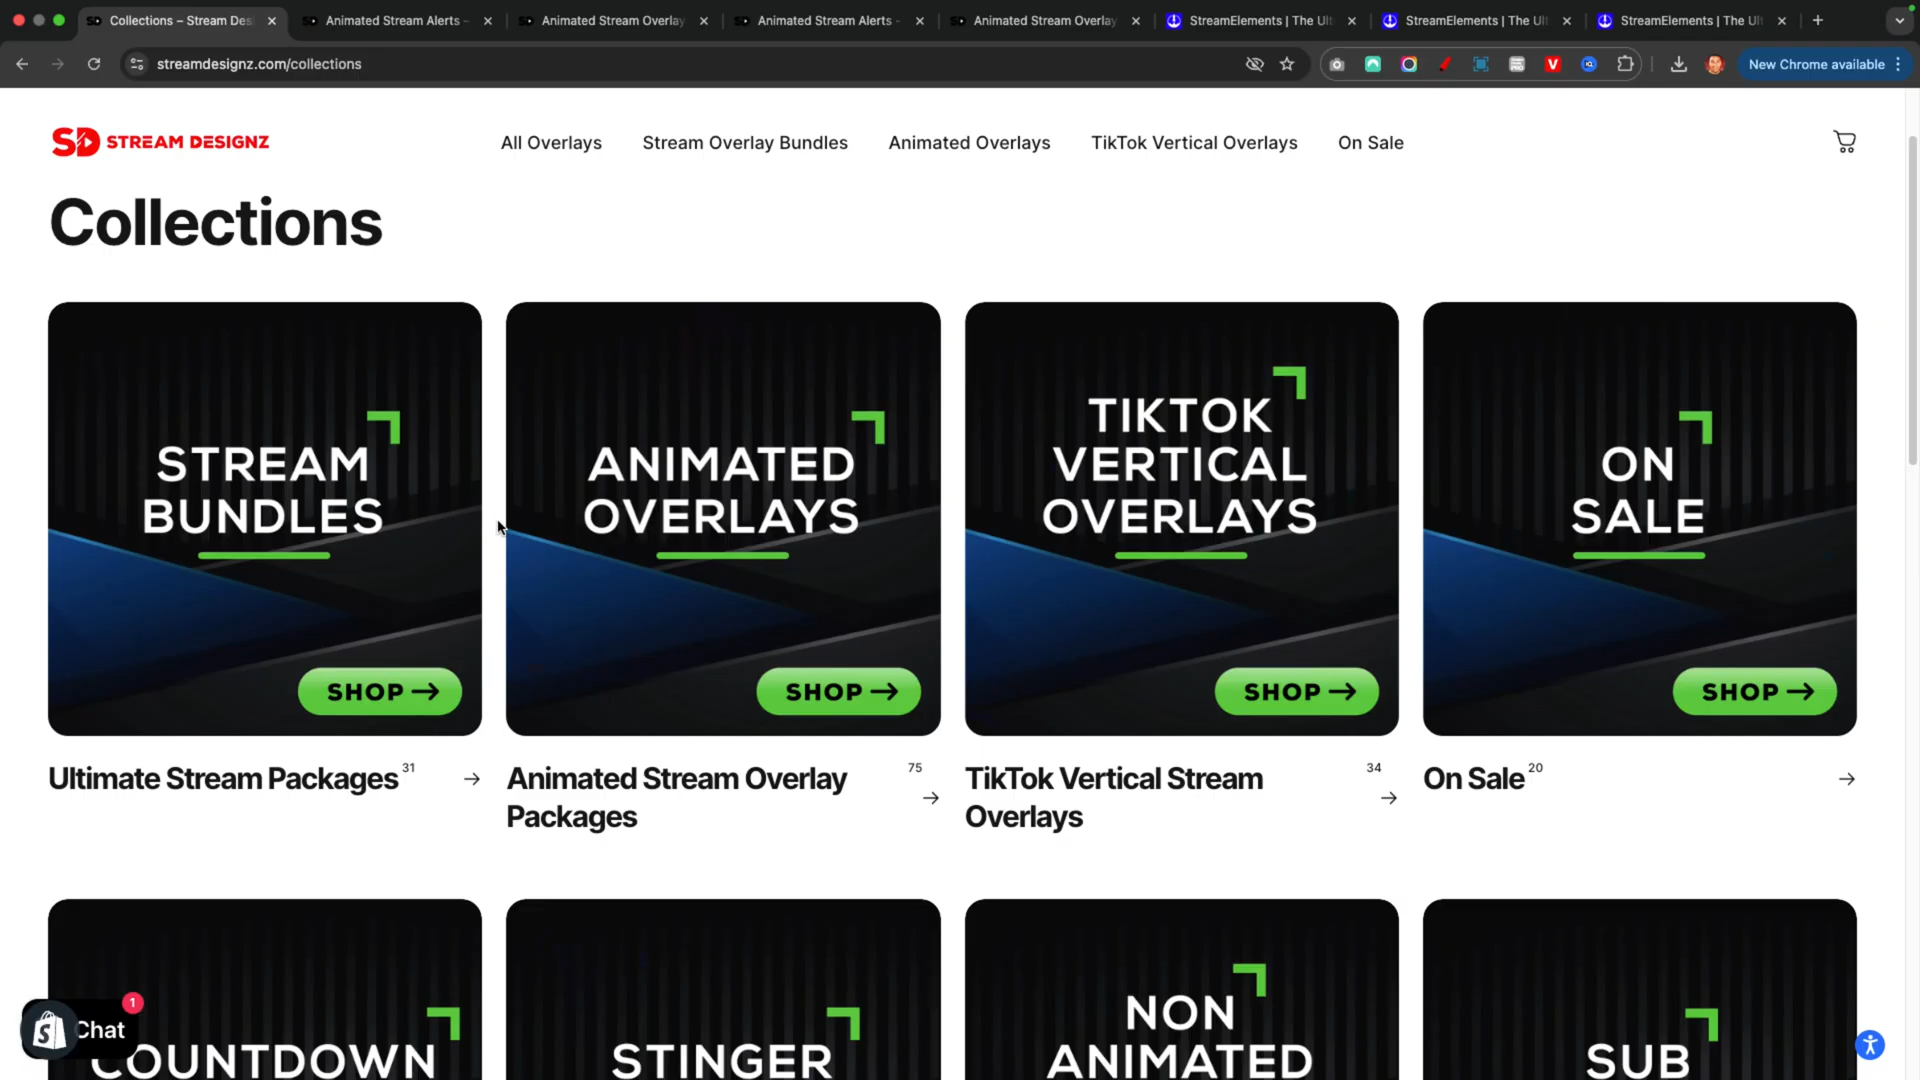 Collections – Stream Des
Animated Stream Alerts –
Animated Stream Overlay
Animated Stream Alerts -
Animated Stream Overlay
StreamElements | The Ult
StreamElements | The Ul
StreamElements | The Ul
streamdesignz.com/collections
New Chrome available
SD STREAM DESIGNZ
All Overlays
Stream Overlay Bundles
Animated Overlays
TikTok Vertical Overlays
On Sale
Collections
STREAM
BUNDLES
SHOP →
ANIMATED
OVERLAYS
SHOP →
TIKTOK
VERTICAL
OVERLAYS
SHOP →
ON
SALE
SHOP →
Ultimate Stream Packages 31 →
Animated Stream Overlay 75
Packages →
TikTok Vertical Stream 34
Overlays →
On Sale 20 →
COUNTDOWN
STINGER
NON
ANIMATED
SUB
1
Chat